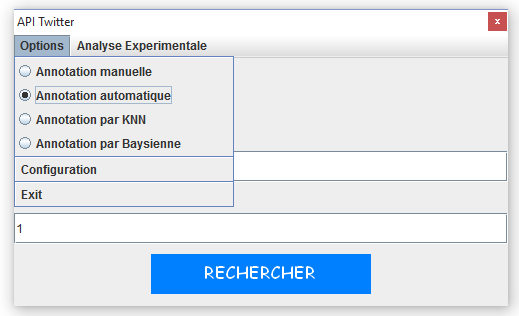 API Twitter
x
Options Analyse Experimentale
Annotation manuelle
Annotation automatique
Annotation par KNN
Annotation par Baysienne
Configuration
Exit
1
RECHERCHER